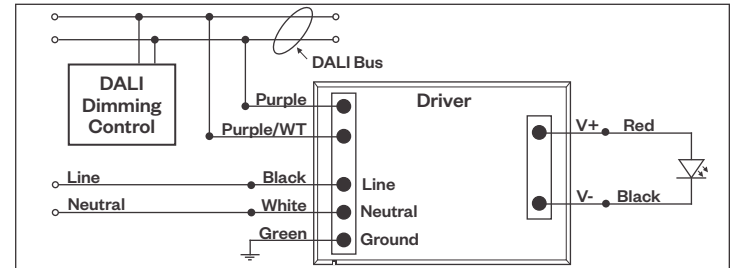 DALI Bus
DALI
Dimming
Control
Purple
Driver
Purple/WT
V+ Red
Line Black Line
Neutral White Neutral
V- Black
Green Ground